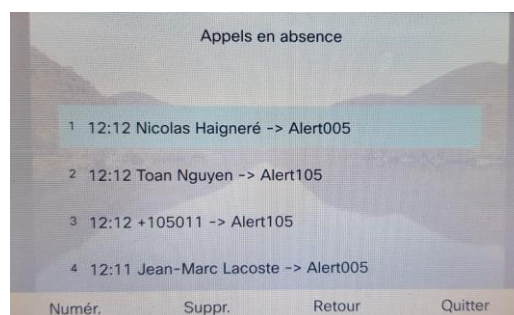 Appels en absence
1 12:12 Nicolas Haigneré -> Alert005
2 12:12 Toan Nguyen -> Alert105
3 12:12 +105011 -> Alert105
4 12:11 Jean-Marc Lacoste -> Alert005
Numér. Suppr. Retour Quitter